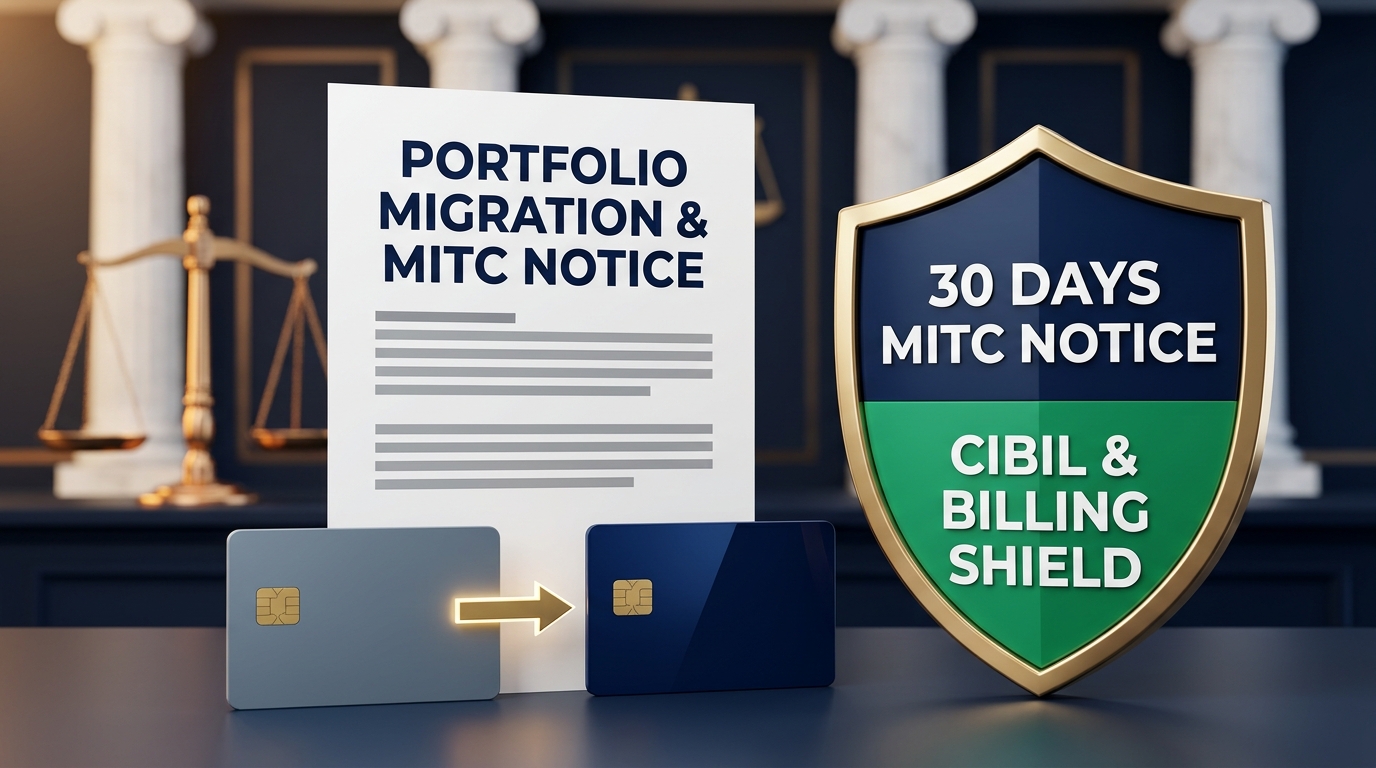 PORTFOLIO
MIGRATION &
MITC NOTICE
30 DAYS
MITC NOTICE
CIBIL &
BILLING
SHIELD